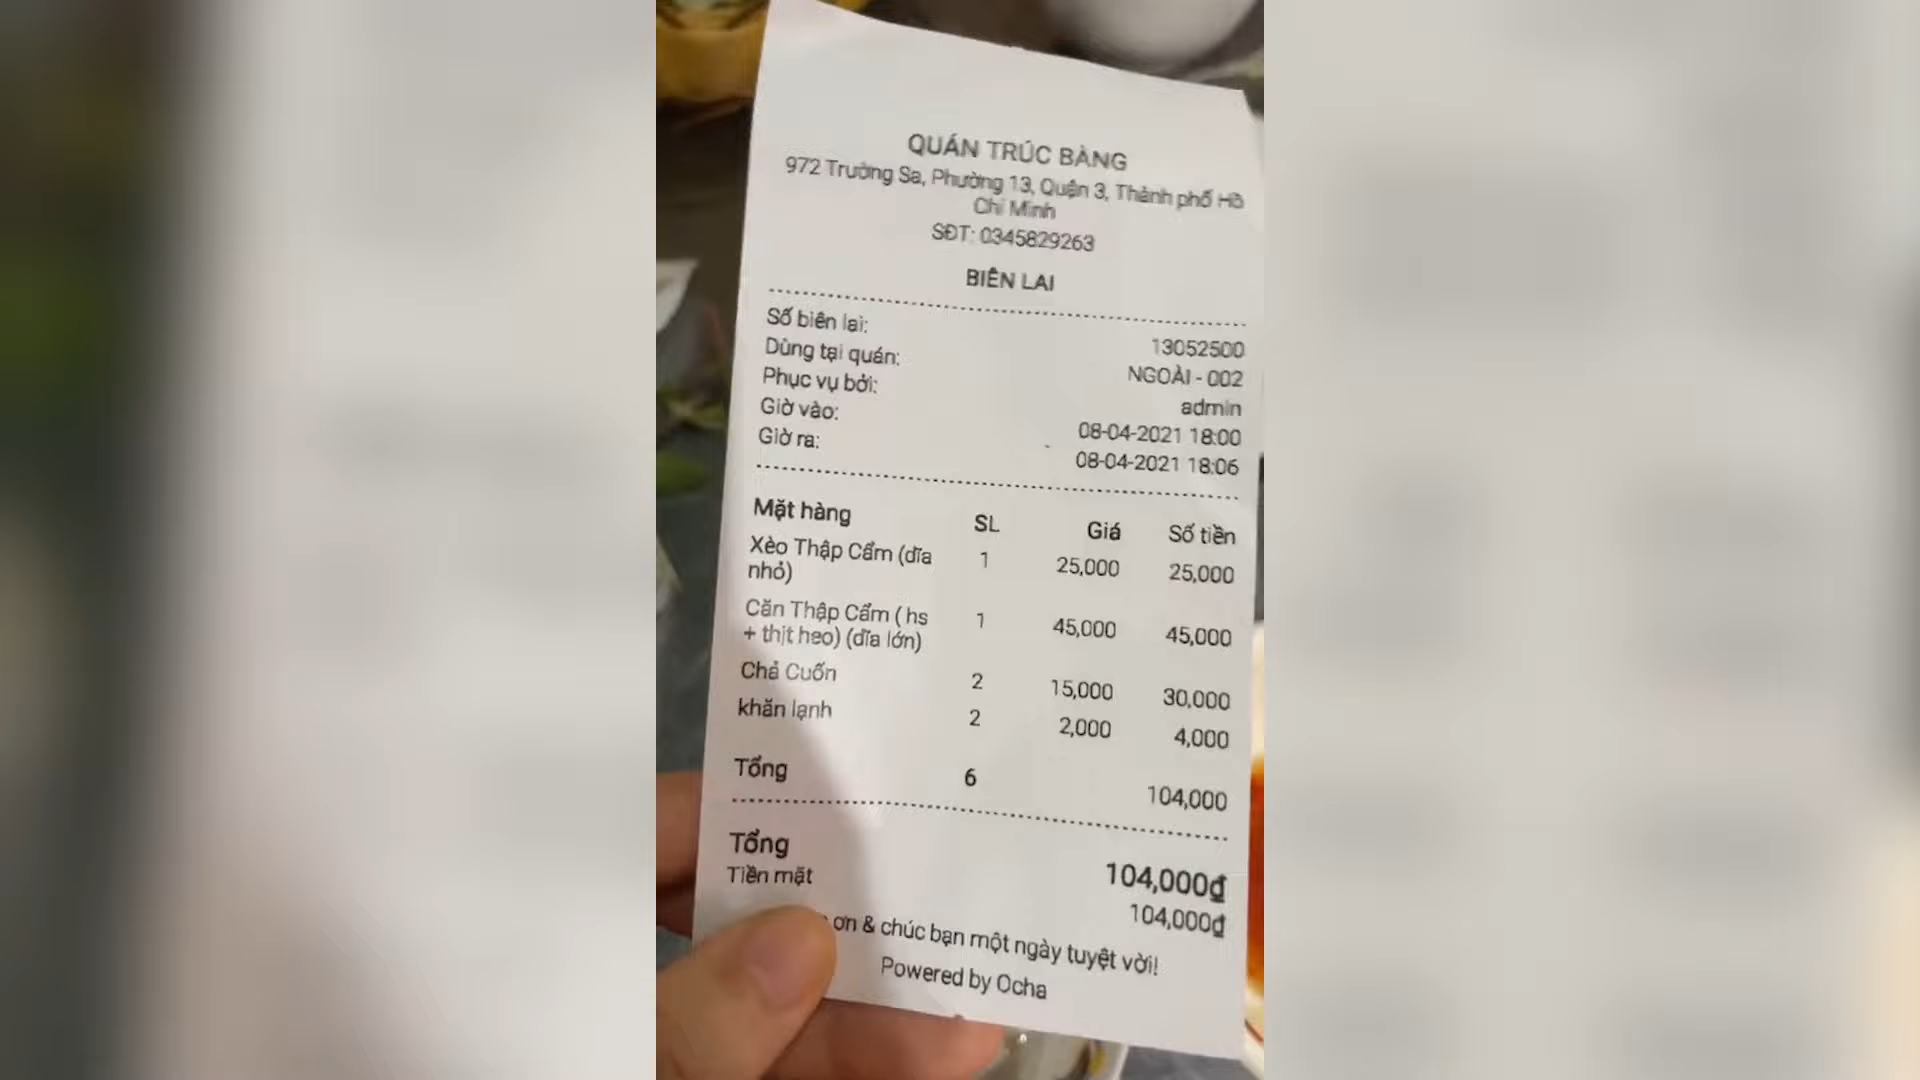 QUÁN TRÚC BÀNG
972 Trường Sa, Phường 13, Quận 3, Thành phố Hồ
Chí Minh
SĐT: 0345829263
BIÊN LAI
Số biên lai: 13052500
Dùng tại quán: NGOÀI - 002
Phục vụ bởi: admin
Giờ vào: 08-04-2021 18:00
Giờ ra: 08-04-2021 18:06
Mặt hàng SL Giá Số tiền
Xèo Thập Cẩm (dĩa 1 25,000 25,000
nhỏ)
Căn Thập Cẩm ( hs 1 45,000 45,000
+ thịt heo) (dĩa lớn)
Chả Cuốn 2 15,000 30,000
khăn lạnh 2 2,000 4,000
Tổng 6 104,000
Tổng 104,000₫
Tiền mặt 104,000₫
ơn & chúc bạn một ngày tuyệt vời!
Powered by Ocha